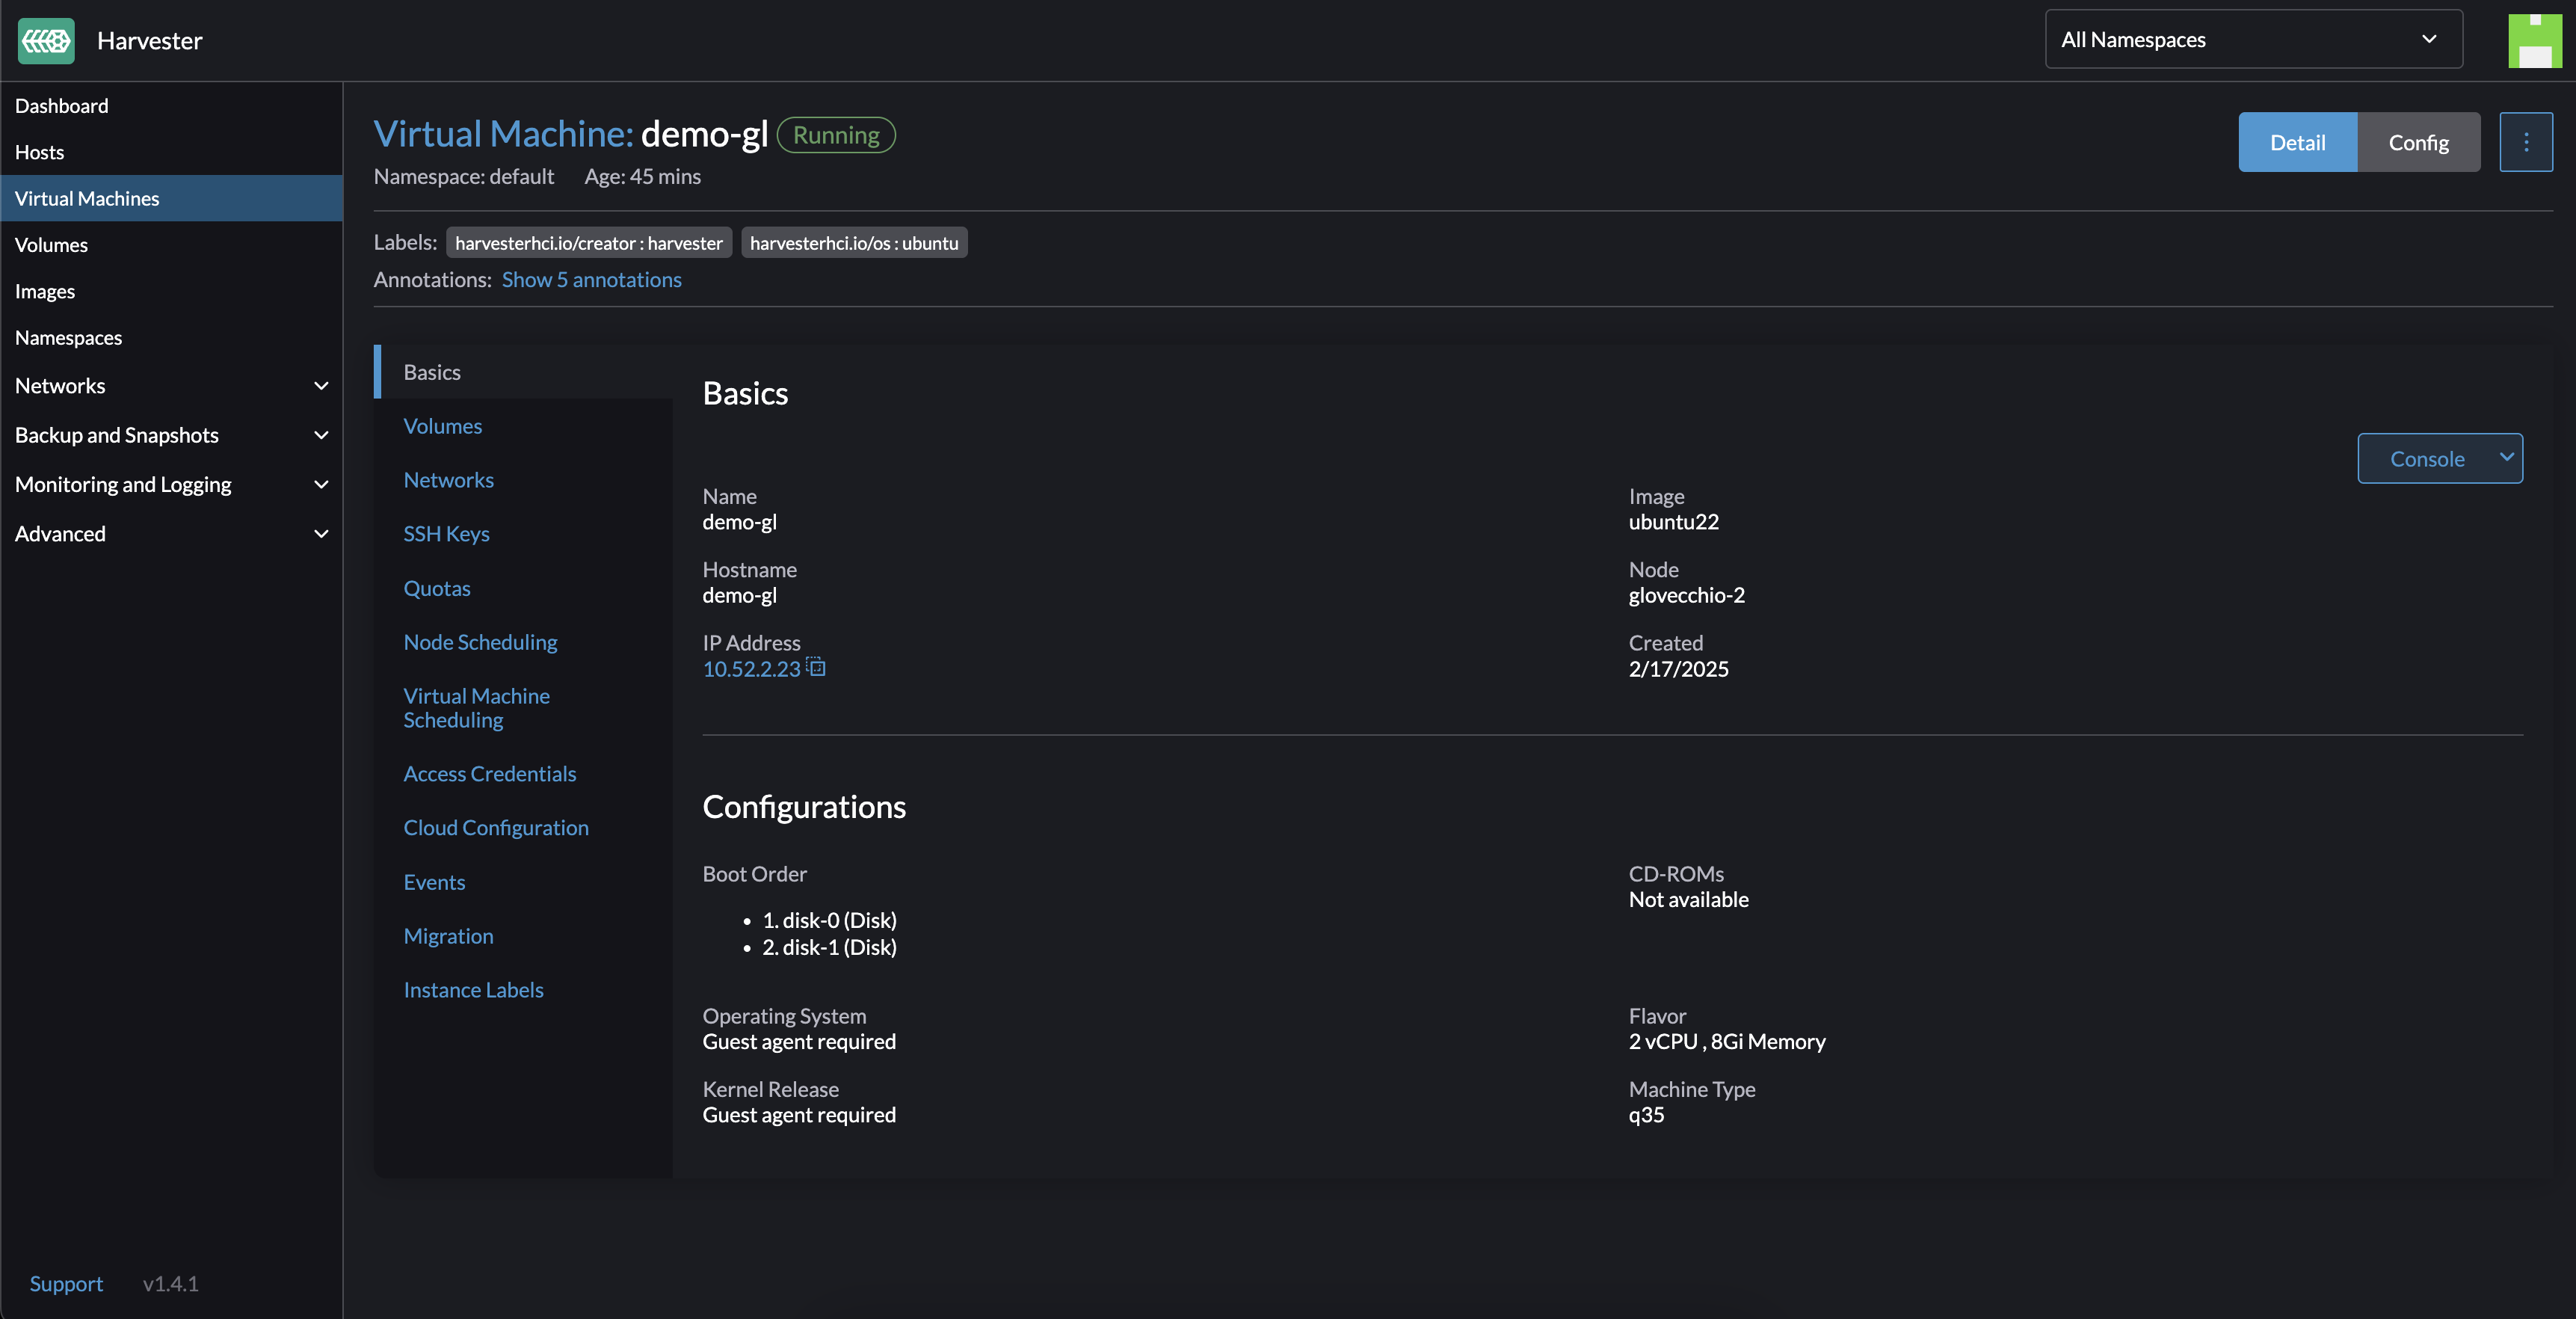 Harvester
All Namespaces
Dashboard
Hosts
Virtual Machines
Volumes
Images
Namespaces
Networks
Backup and Snapshots
Monitoring and Logging
Advanced
Support v1.4.1
Virtual Machine: demo-gl Running
Detail Config
Namespace: default Age: 45 mins
Labels: harvesterhci.io/creator : harvester harvesterhci.io/os : ubuntu
Annotations: Show 5 annotations
Basics
Volumes
Networks
SSH Keys
Quotas
Node Scheduling
Virtual Machine
Scheduling
Access Credentials
Cloud Configuration
Events
Migration
Instance Labels
Basics
Console
Name
demo-gl
Image
ubuntu22
Hostname
demo-gl
Node
glovecchio-2
IP Address
10.52.2.23
Created
2/17/2025
Configurations
Boot Order
• 1. disk-0 (Disk)
• 2. disk-1 (Disk)
CD-ROMs
Not available
Operating System
Guest agent required
Flavor
2 vCPU , 8Gi Memory
Kernel Release
Guest agent required
Machine Type
q35